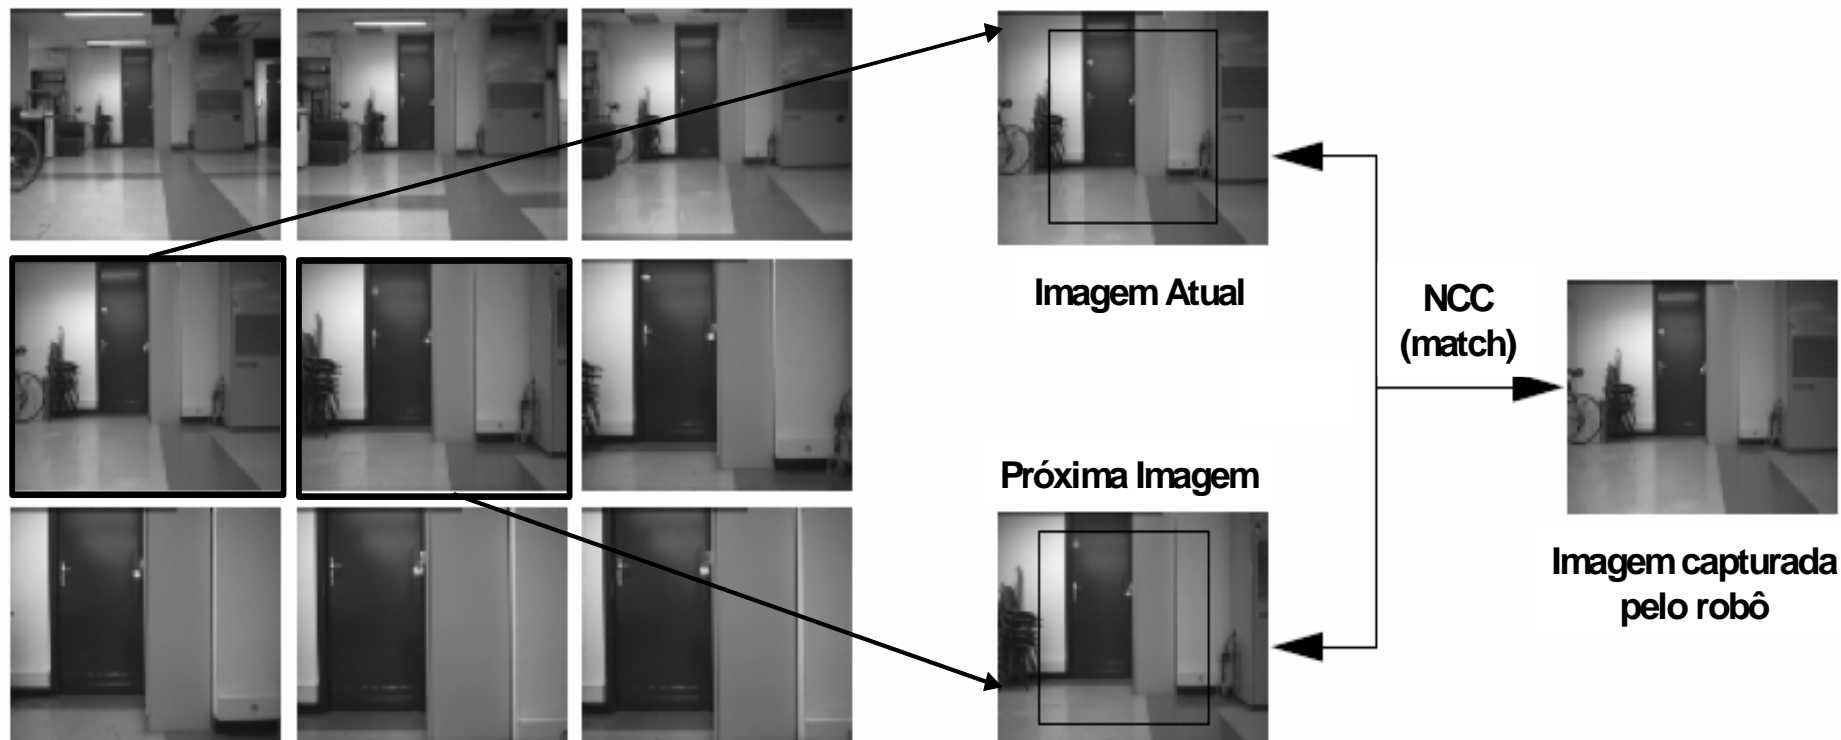 Imagem Atual
NCC
(match)
Próxima Imagem
Imagem capturada
pelo robô